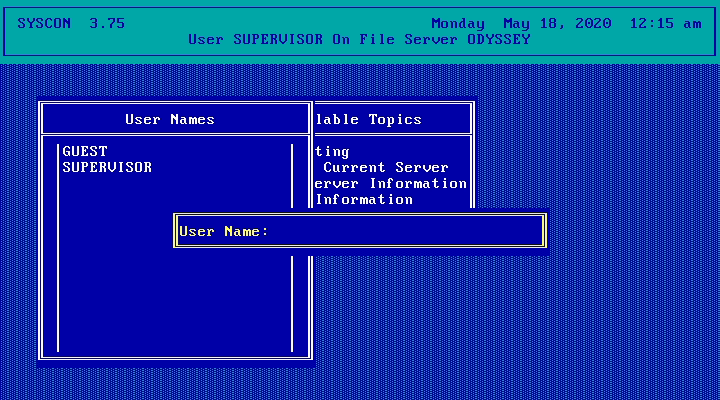 SYSCON 3.75 Monday May 18, 2020 12:15 am
User SUPERVISOR On File Server ODYSSEY
User Names
lable Topics
GUEST
SUPERVISOR
ting
Current Server
erver Information
Information
User Name: